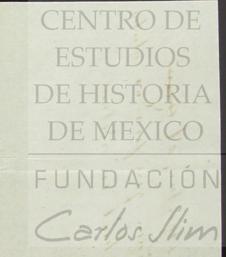 CENTRO DE
ESTUDIOS
DE HISTORIA
DE MEXICO
FUNDACIÓN
Carlos Slim